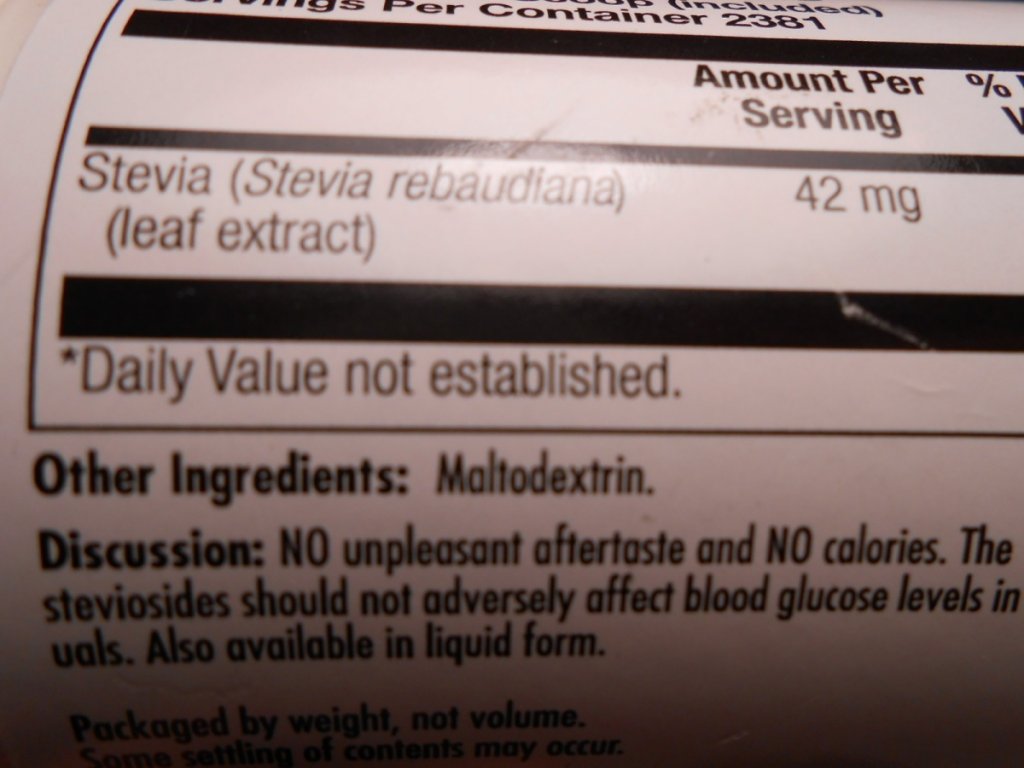 Servings Per Container 2381
(included)
Amount Per
Serving
%
Stevia (Stevia rebaudiana)
42 mg
(leaf extract)
*Daily Value not established.
Other Ingredients: Maltodextrin.
Discussion: NO unpleasant aftertaste and NO calories. The
steviosides should not adversely affect blood glucose levels in
uals. Also available in liquid form.
Packaged by weight, not volume.
Some settling of contents may occur.